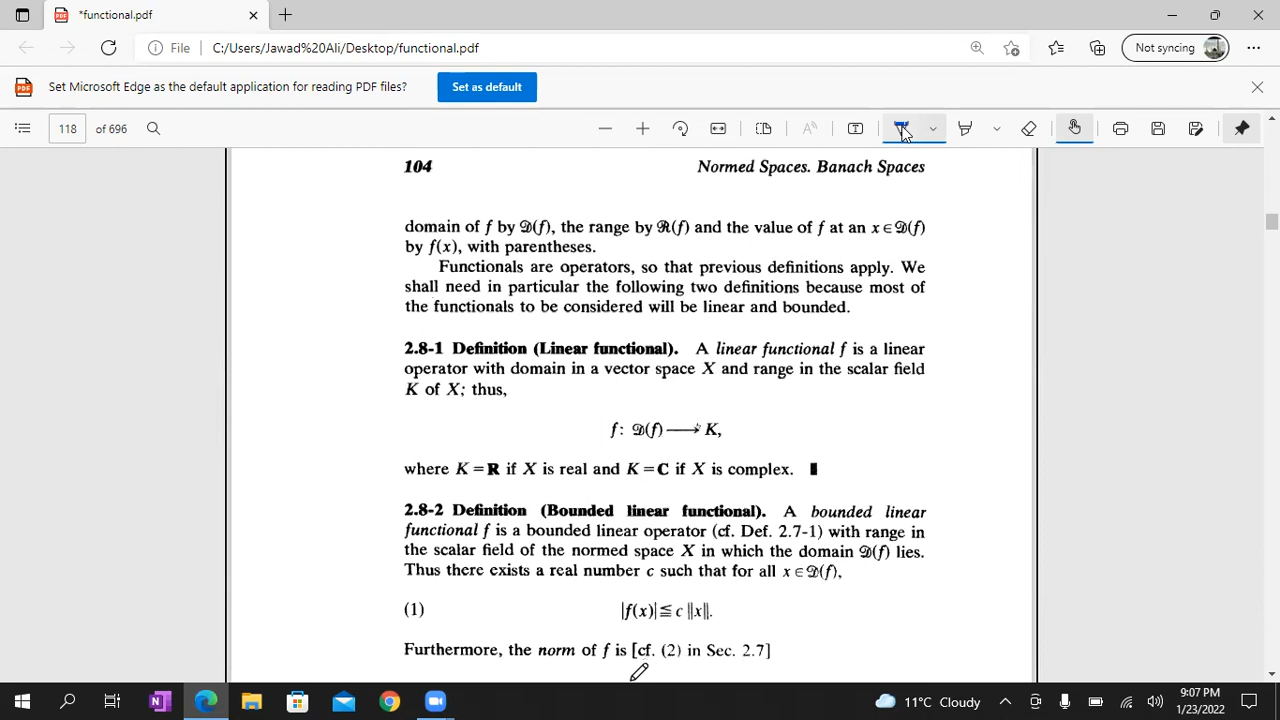 *functional.pdf
File
C:/Users/Jawad%20Ali/Desktop/functional.pdf
Not syncing
PDF
Set Microsoft Edge as the default application for reading PDF files?
Set as default
118 of 696
104 Normed Spaces. Banach Spaces
domain of f by 𝒟(f), the range by ℛ(f) and the value of f at an x∈𝒟(f)
by f(x), with parentheses.
Functionals are operators, so that previous definitions apply. We
shall need in particular the following two definitions because most of
the functionals to be considered will be linear and bounded.
2.8-1 Definition (Linear functional). A linear functional f is a linear
operator with domain in a vector space X and range in the scalar field
K of X; thus,
f: 𝒟(f) ⟶ K,
where K = R if X is real and K = C if X is complex. ▮
2.8-2 Definition (Bounded linear functional). A bounded linear
functional f is a bounded linear operator (cf. Def. 2.7-1) with range in
the scalar field of the normed space X in which the domain 𝒟(f) lies.
Thus there exists a real number c such that for all x∈𝒟(f),
(1) |f(x)| ≦ c ‖x‖.
Furthermore, the norm of f is [cf. (2) in Sec. 2.7]
11°C Cloudy
9:07 PM
1/23/2022